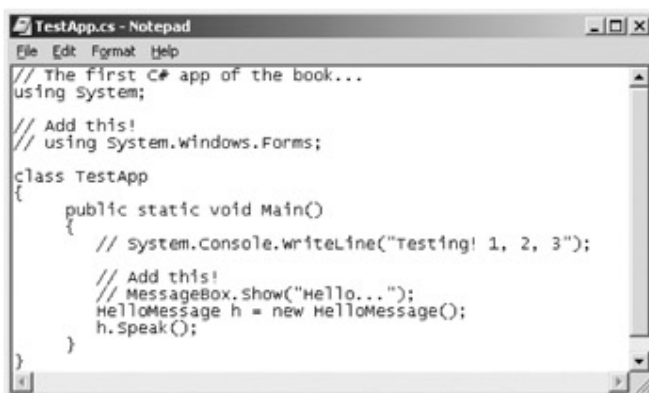 TestApp.cs - Notepad
File Edit Format Help
// The first C# app of the book...
using System;

// Add this!
// using System.Windows.Forms;

class TestApp
{
     public static void Main()
     {
        // System.Console.WriteLine("Testing! 1, 2, 3");

        // Add this!
        // MessageBox.Show("Hello...");
        HelloMessage h = new HelloMessage();
        h.Speak();
     }
}